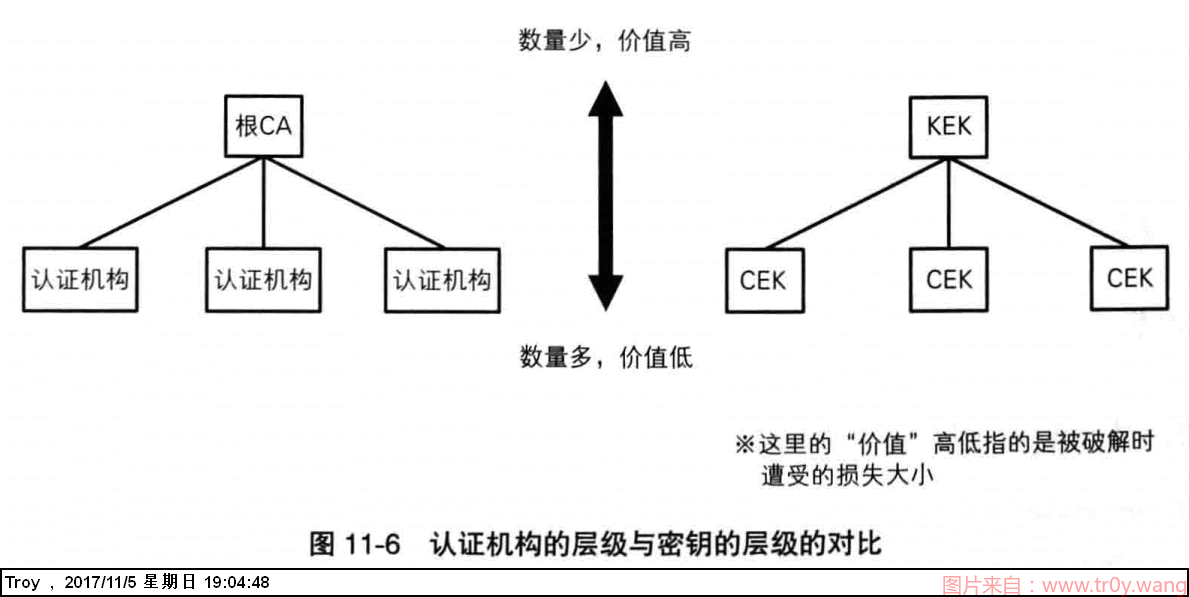 数量少，价值高
根CA
KEK
认证机构
认证机构
认证机构
CEK
CEK
CEK
数量多，价值低
※这里的“价值”高低指的是被破解时
遭受的损失大小
图 11-6 认证机构的层级与密钥的层级的对比
Troy , 2017/11/5 星期日 19:04:48
图片来自：www.tr0y.wang